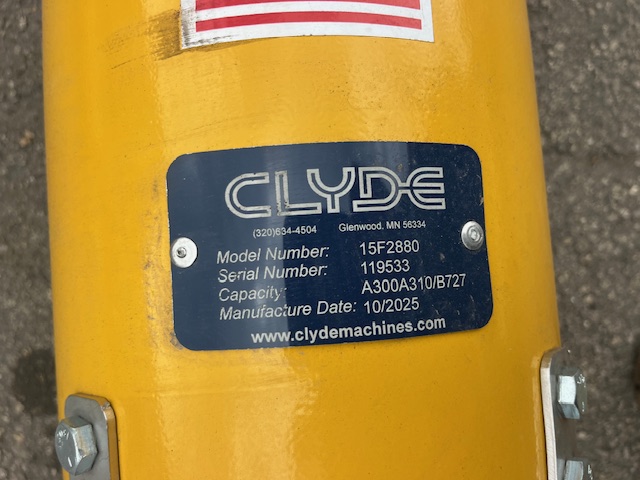 CLYDE
(320)634-4504 Glenwood, MN 56334
Model Number: 15F2880
Serial Number: 119533
Capacity: A300A310/B727
Manufacture Date: 10/2025
www.clydemachines.com